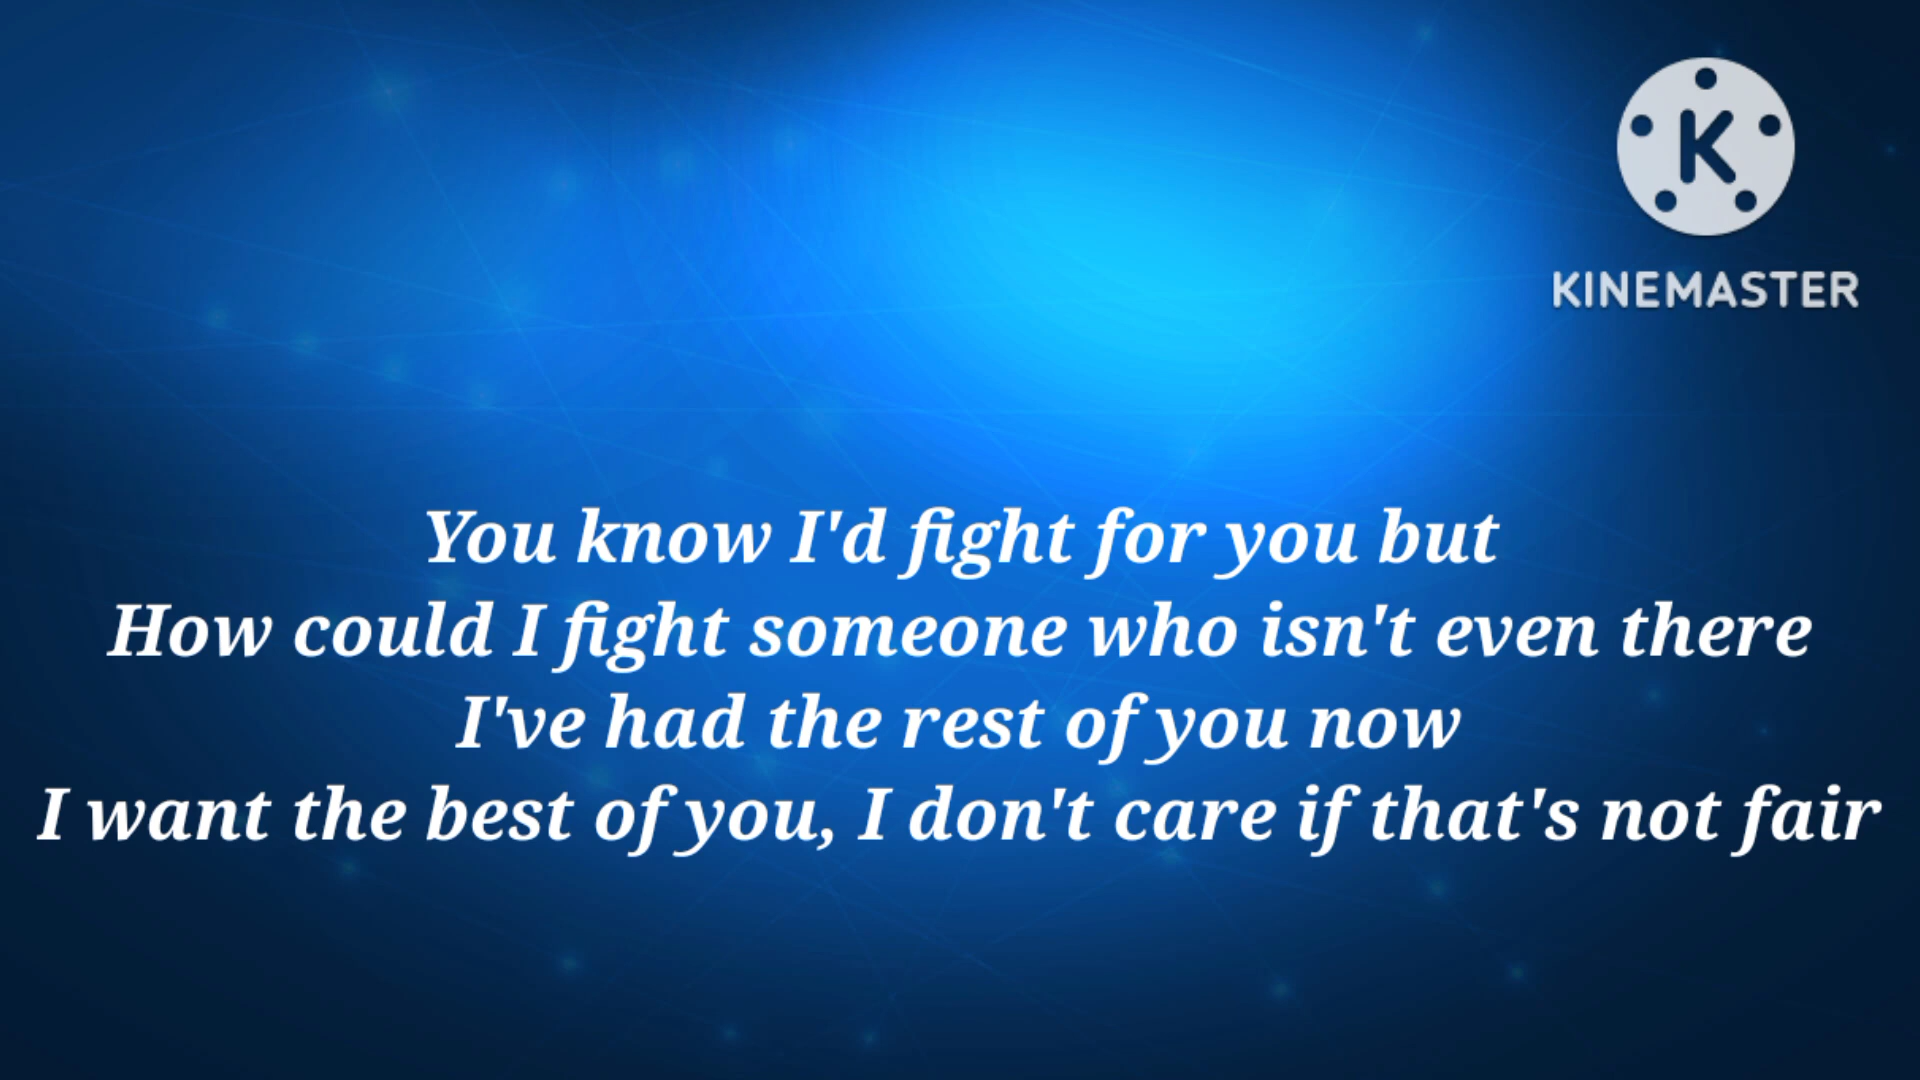 KINEMASTER
You know I'd fight for you but
How could I fight someone who isn't even there
I've had the rest of you now
I want the best of you, I don't care if that's not fair